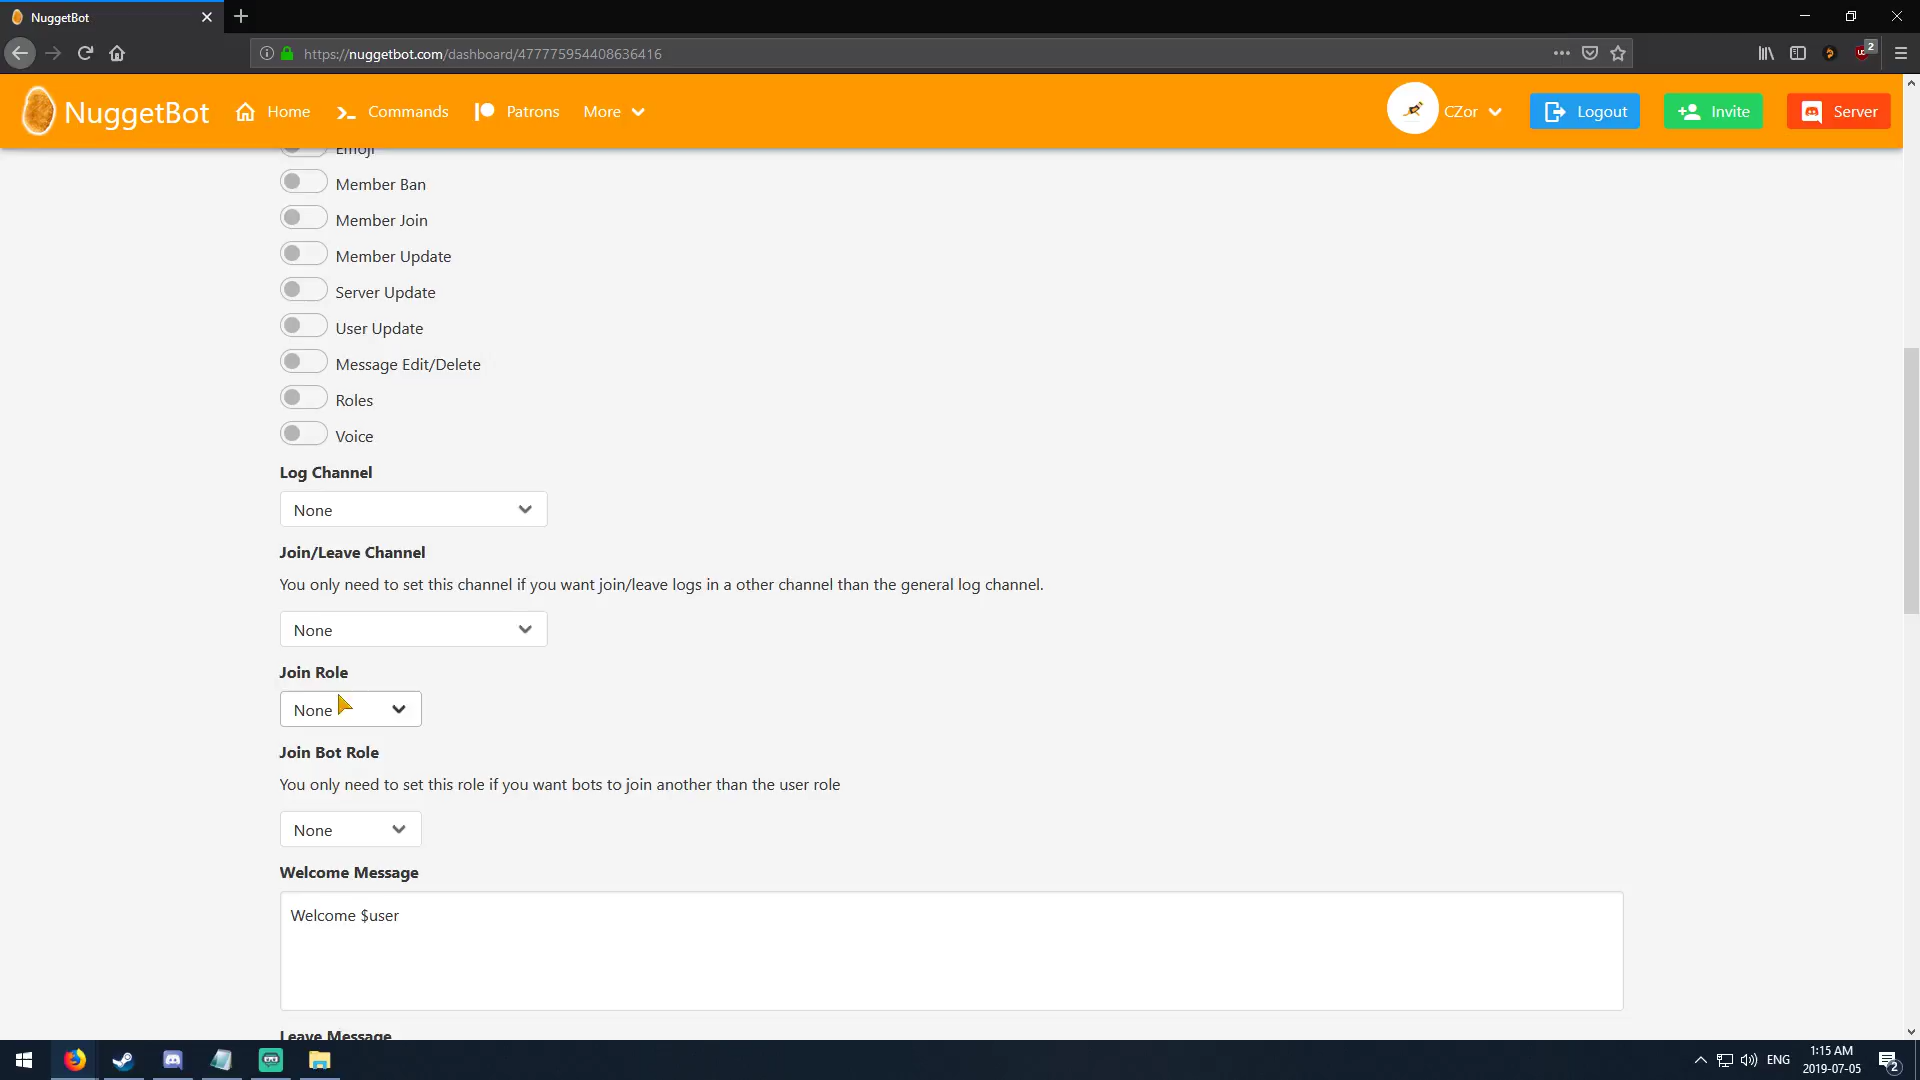 NuggetBot
https://nuggetbot.com/dashboard/477775954408636416
2
NuggetBot
Home
Commands
Patrons
More
CZor
Logout
Invite
Server
Emoji
Member Ban
Member Join
Member Update
Server Update
User Update
Message Edit/Delete
Roles
Voice
Log Channel
None
Join/Leave Channel
You only need to set this channel if you want join/leave logs in a other channel than the general log channel.
None
Join Role
None
Join Bot Role
You only need to set this role if you want bots to join another than the user role
None
Welcome Message
Welcome $user
Leave Message
ENG
1:15 AM
2019-07-05
2